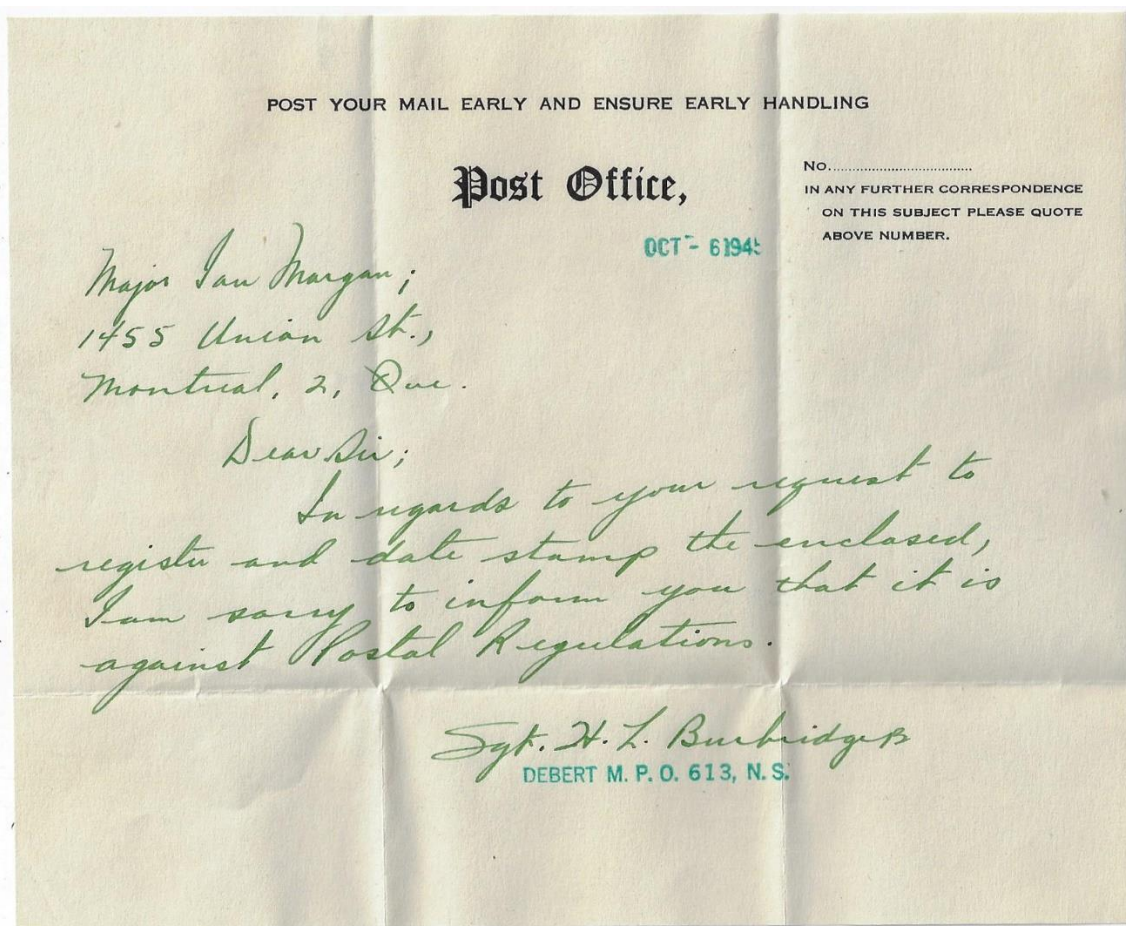 POST YOUR MAIL EARLY AND ENSURE EARLY HANDLING
Post Office,
No.
IN ANY FURTHER CORRESPONDENCE
ON THIS SUBJECT PLEASE QUOTE
ABOVE NUMBER.
OCT - 6 1945
Major Ian Morgan;
1455 Union St.,
Montreal, 2, Que.
Dear Sir;
In regards to your request to
register and date stamp the enclosed,
I am sorry to inform you that it is
against Postal Regulations.
Sgt. H. L. Burbridge
DEBERT M. P. O. 613, N. S.